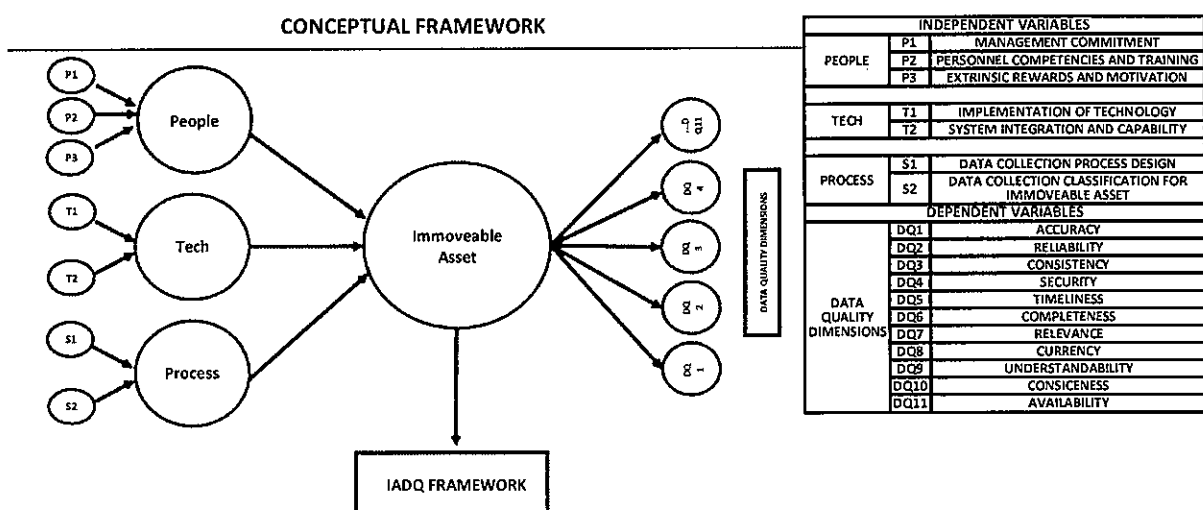 CONCEPTUAL FRAMEWORK
P1
P2
P3
People
T1
T2
Tech
S1
S2
Process
Immoveable
Asset
IADQ FRAMEWORK
...D
Q11
DQ
4
DQ
3
DQ
2
DQ
1
DATA QUALITY DIMENSIONS
INDEPENDENT VARIABLES
PEOPLE
P1 MANAGEMENT COMMITMENT
P2 PERSONNEL COMPETENCIES AND TRAINING
P3 EXTRINSIC REWARDS AND MOTIVATION
TECH
T1 IMPLEMENTATION OF TECHNOLOGY
T2 SYSTEM INTEGRATION AND CAPABILITY
PROCESS
S1 DATA COLLECTION PROCESS DESIGN
S2 DATA COLLECTION CLASSIFICATION FOR
IMMOVEABLE ASSET
DEPENDENT VARIABLES
DATA
QUALITY
DIMENSIONS
DQ1 ACCURACY
DQ2 RELIABILITY
DQ3 CONSISTENCY
DQ4 SECURITY
DQ5 TIMELINESS
DQ6 COMPLETENESS
DQ7 RELEVANCE
DQ8 CURRENCY
DQ9 UNDERSTANDABILITY
DQ10 CONSICENESS
DQ11 AVAILABILITY